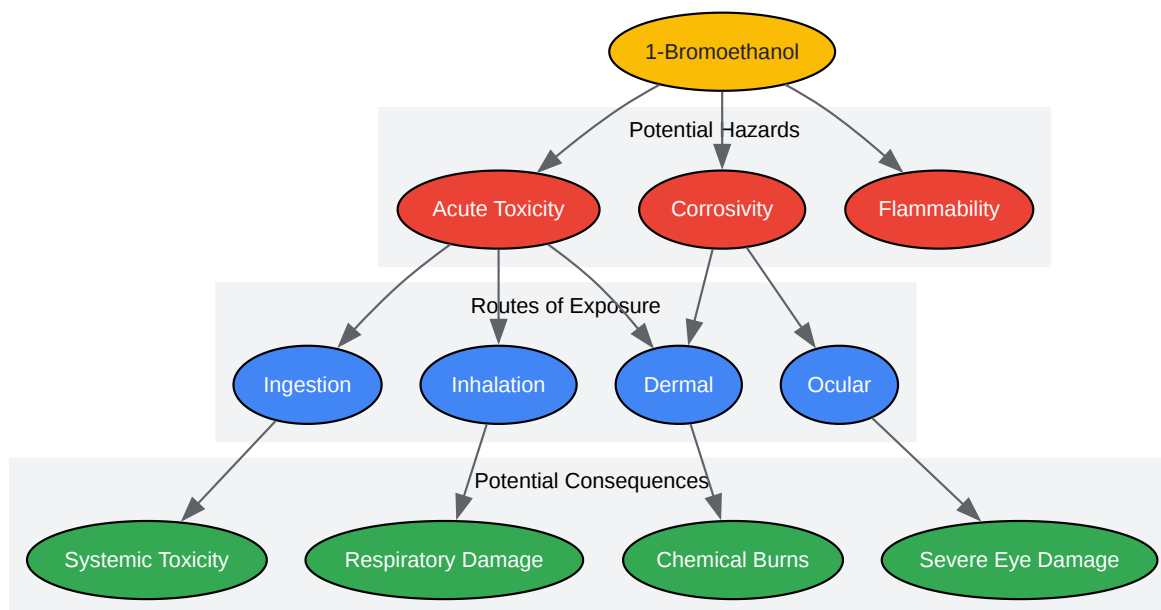 1-Bromoethanol
Potential Hazards
Acute Toxicity
Corrosivity
Flammability
Routes of Exposure
Ingestion
Inhalation
Dermal
Ocular
Potential Consequences
Systemic Toxicity
Respiratory Damage
Chemical Burns
Severe Eye Damage